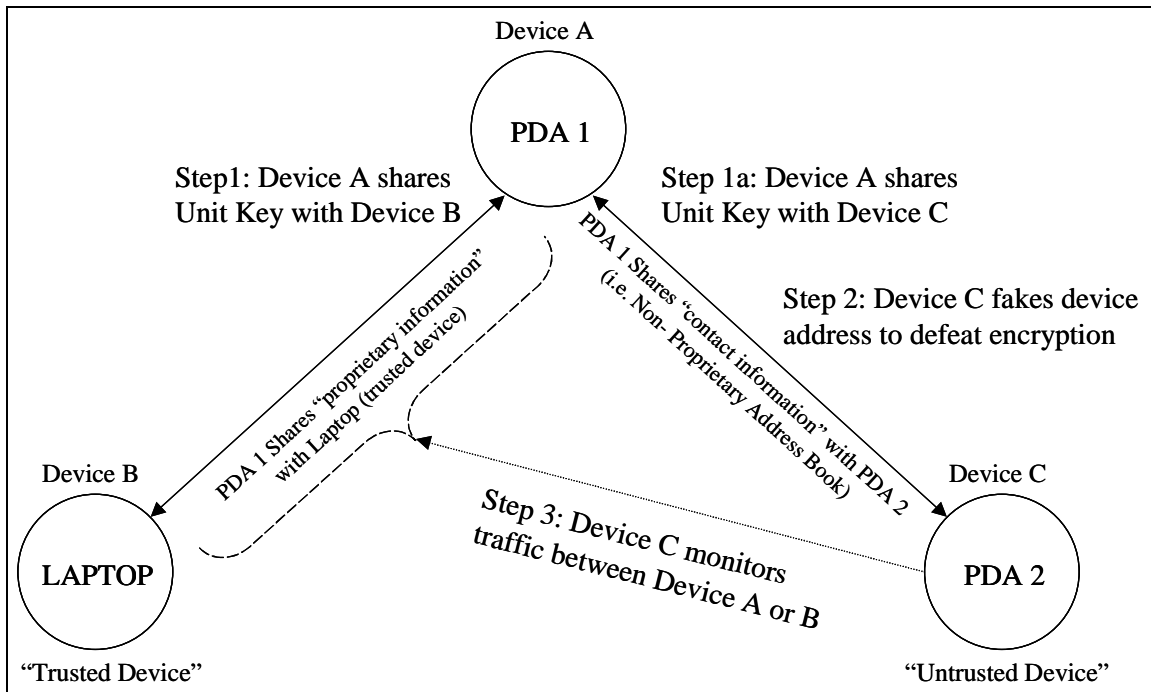 Device A
PDA 1
Step1: Device A shares
Unit Key with Device B
Step 1a: Device A shares
Unit Key with Device C
PDA 1 Shares “proprietary information”
with Laptop (trusted device)
PDA 1 Shares “contact information” with PDA 2
(i.e. Non- Proprietary Address Book)
Step 2: Device C fakes device
address to defeat encryption
Device B
LAPTOP
“Trusted Device”
Step 3: Device C monitors
traffic between Device A or B
Device C
PDA 2
“Untrusted Device”